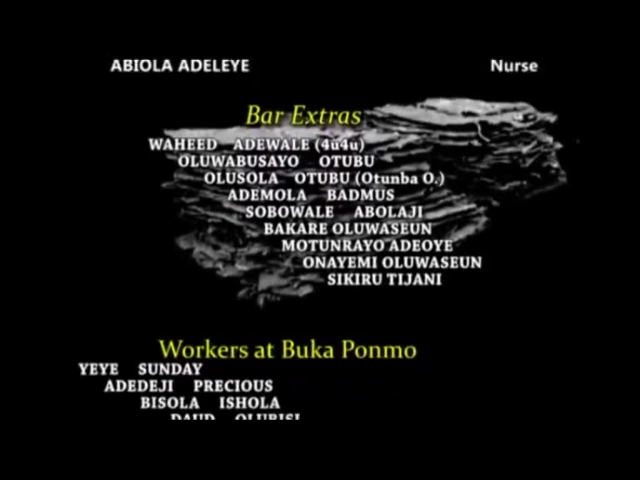 ABIOLA ADELEYE Nurse
Bar Extras
WAHEED ADEWALE (4u4u)
OLUWABUSAYO OTUBU
OLUSOLA OTUBU (Otunba O.)
ADEMOLA BADMUS
SOBOWALE ABOLAJI
BAKARE OLUWASEUN
MOTUNRAYO ADEOYE
ONAYEMI OLUWASEUN
SIKIRU TIJANI
Workers at Buka Ponmo
YEYE SUNDAY
ADEDEJI PRECIOUS
BISOLA ISHOLA
DAUD